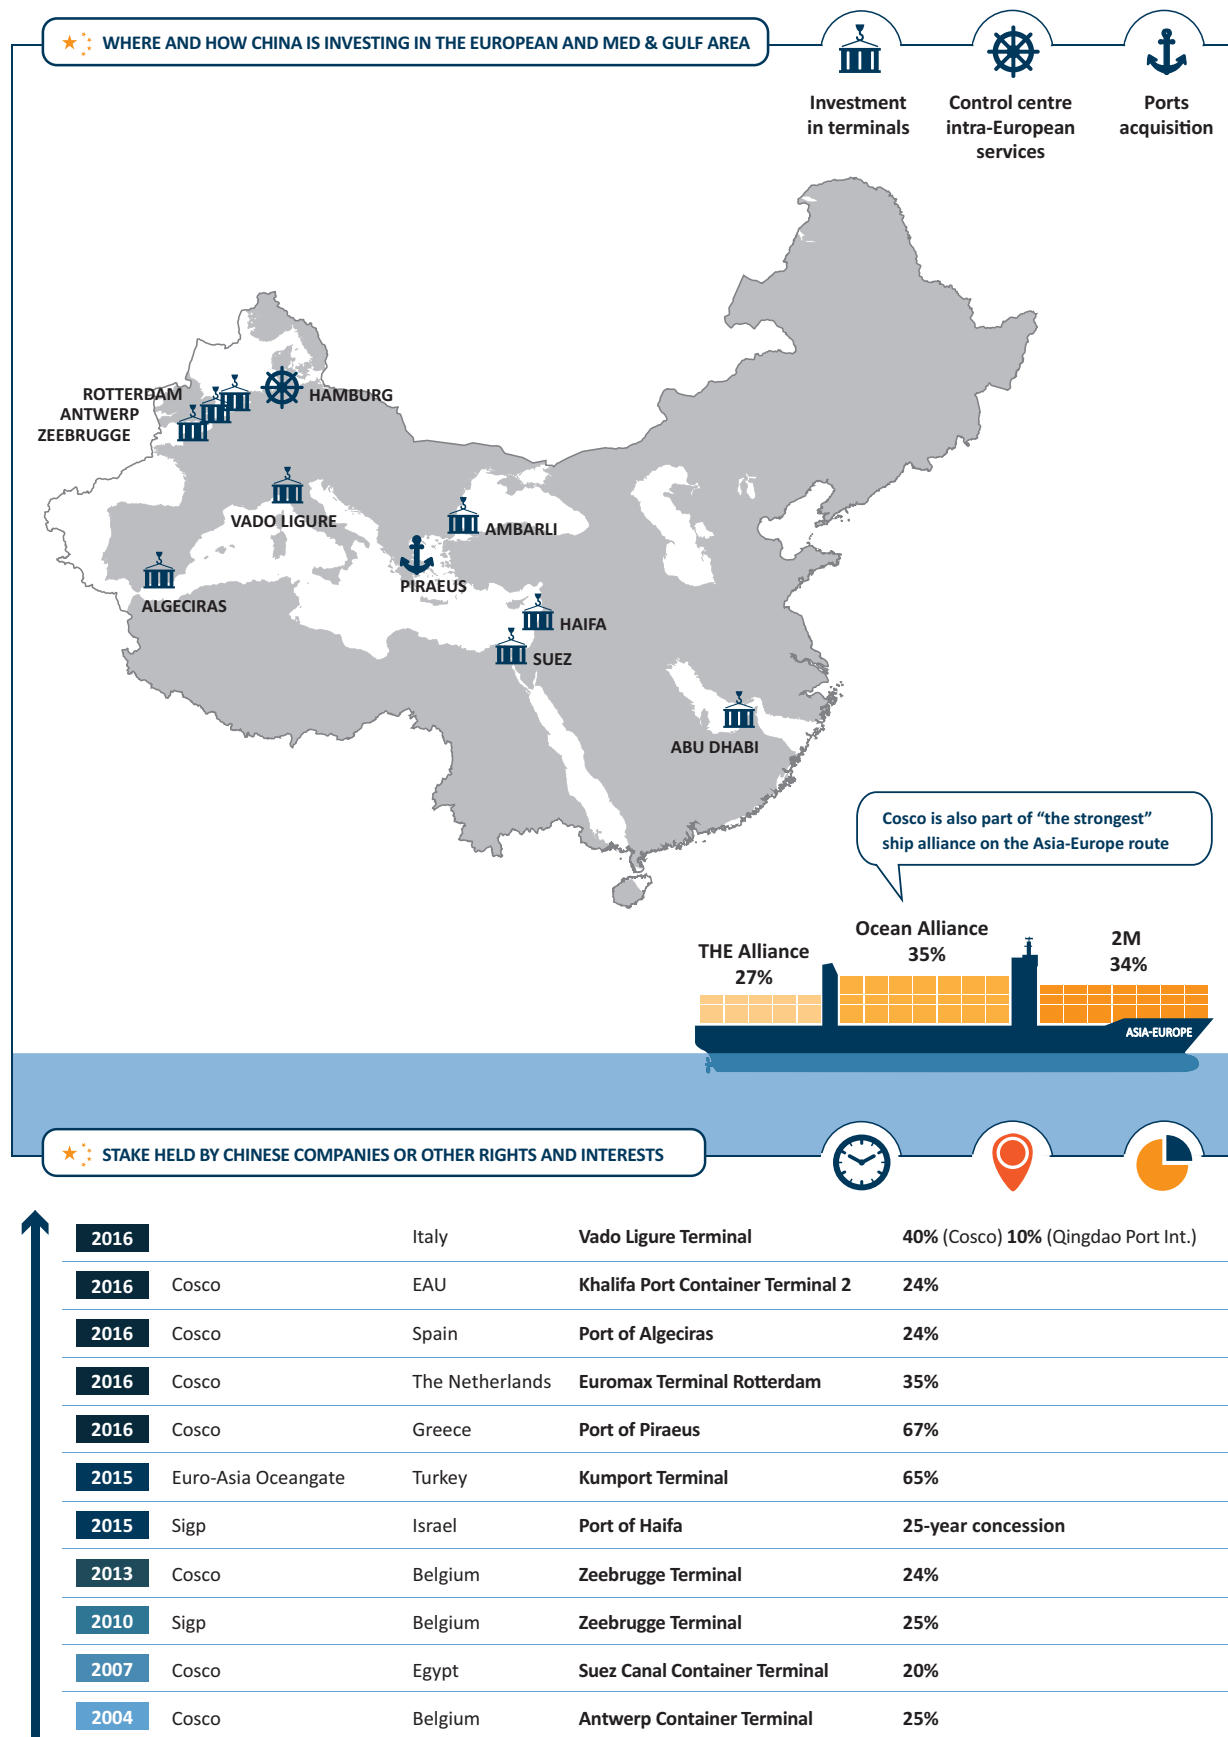 WHERE AND HOW CHINA IS INVESTING IN THE EUROPEAN AND MED & GULF AREA
Investment
in terminals
Control centre
intra-European
services
Ports
acquisition
ROTTERDAM
ANTWERP
ZEEBRUGGE
HAMBURG
VADO LIGURE
AMBARLI
PIRAEUS
ALGECIRAS
HAIFA
SUEZ
ABU DHABI
Cosco is also part of “the strongest”
ship alliance on the Asia-Europe route
THE Alliance
27%
Ocean Alliance
35%
2M
34%
ASIA-EUROPE
STAKE HELD BY CHINESE COMPANIES OR OTHER RIGHTS AND INTERESTS
2016 Italy Vado Ligure Terminal 40% (Cosco) 10% (Qingdao Port Int.)
2016 Cosco EAU Khalifa Port Container Terminal 2 24%
2016 Cosco Spain Port of Algeciras 24%
2016 Cosco The Netherlands Euromax Terminal Rotterdam 35%
2016 Cosco Greece Port of Piraeus 67%
2015 Euro-Asia Oceangate Turkey Kumport Terminal 65%
2015 Sigp Israel Port of Haifa 25-year concession
2013 Cosco Belgium Zeebrugge Terminal 24%
2010 Sigp Belgium Zeebrugge Terminal 25%
2007 Cosco Egypt Suez Canal Container Terminal 20%
2004 Cosco Belgium Antwerp Container Terminal 25%